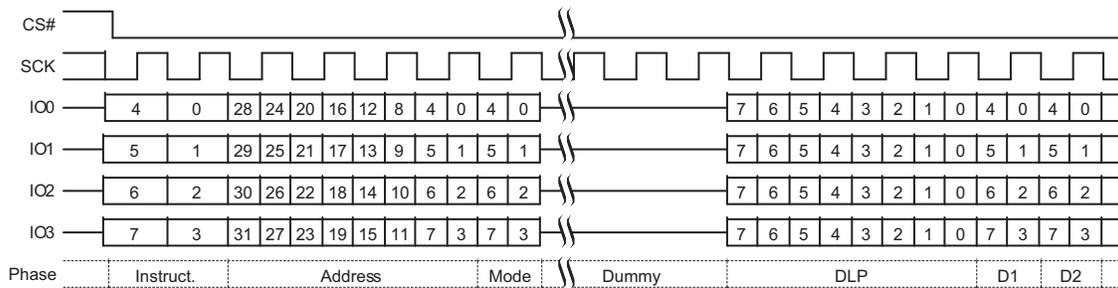 CS#
SCK
IO0 4 0 28 24 20 16 12 8 4 0 4 0 7 6 5 4 3 2 1 0 4 0 4 0
IO1 5 1 29 25 21 17 13 9 5 1 5 1 7 6 5 4 3 2 1 0 5 1 5 1
IO2 6 2 30 26 22 18 14 10 6 2 6 2 7 6 5 4 3 2 1 0 6 2 6 2
IO3 7 3 31 27 23 19 15 11 7 3 7 3 7 6 5 4 3 2 1 0 7 3 7 3
Phase Instruct. Address Mode Dummy DLP D1 D2